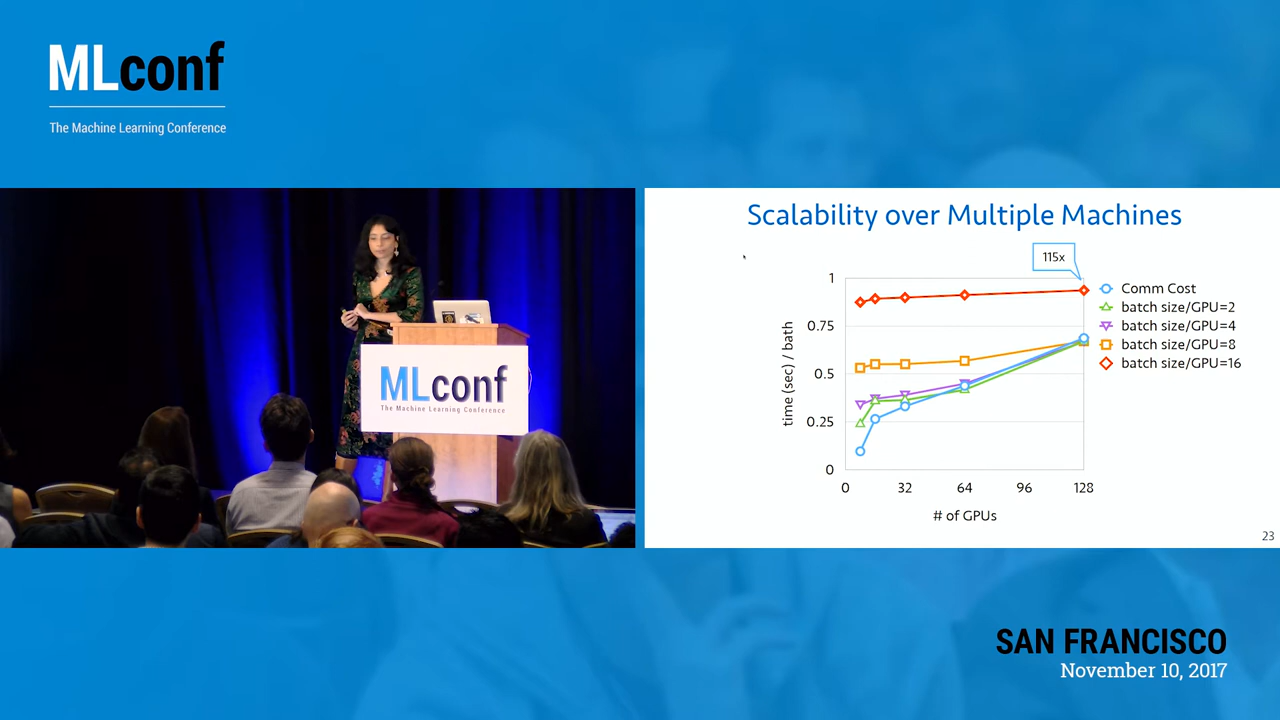 MLconf
The Machine Learning Conference
MLconf
The Machine Learning Conference
Scalability over Multiple Machines
115x
1
0.75
0.5
0.25
0
time (sec) / bath
0
32
64
96
128
# of GPUs
Comm Cost
batch size/GPU=2
batch size/GPU=4
batch size/GPU=8
batch size/GPU=16
23
SAN FRANCISCO
November 10, 2017